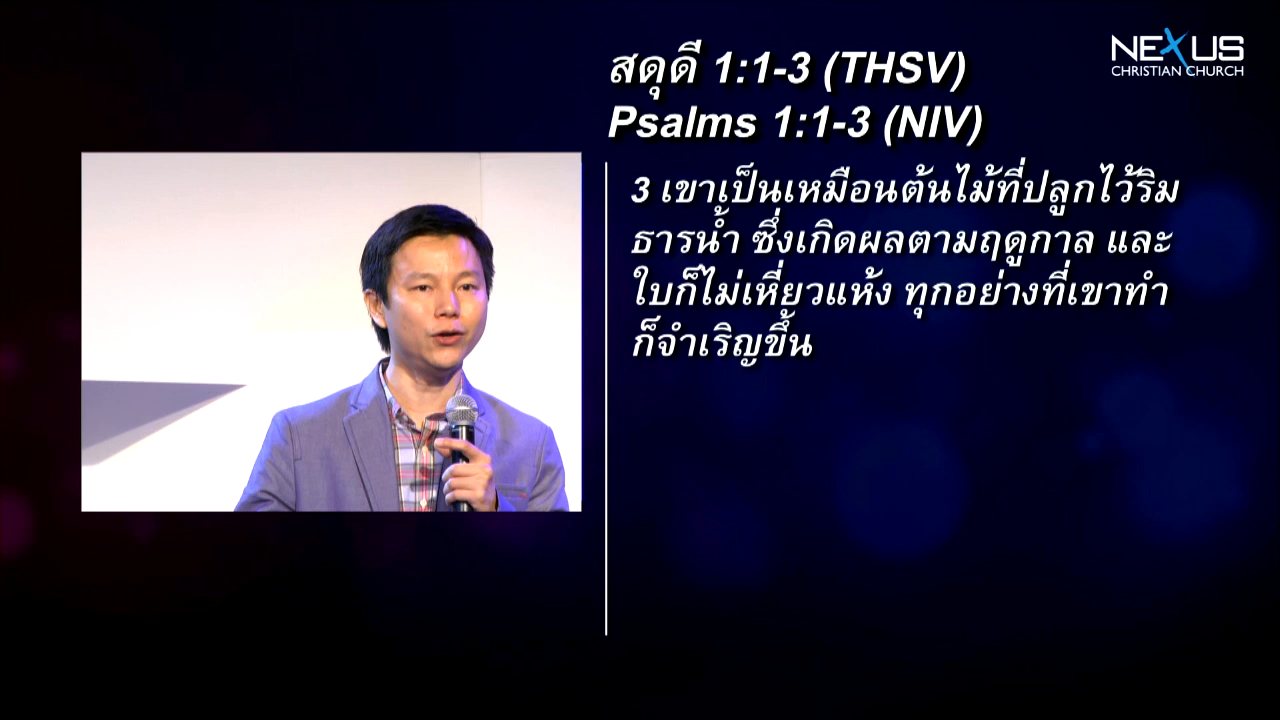 NEXUS
CHRISTIAN CHURCH
สดุดี 1:1-3 (THSV)
Psalms 1:1-3 (NIV)
3 เขาเป็นเหมือนต้นไม้ที่ปลูกไว้ริม
ธารน้ำ ซึ่งเกิดผลตามฤดูกาล และ
ใบก็ไม่เหี่ยวแห้ง ทุกอย่างที่เขาทำ
ก็จำเริญขึ้น